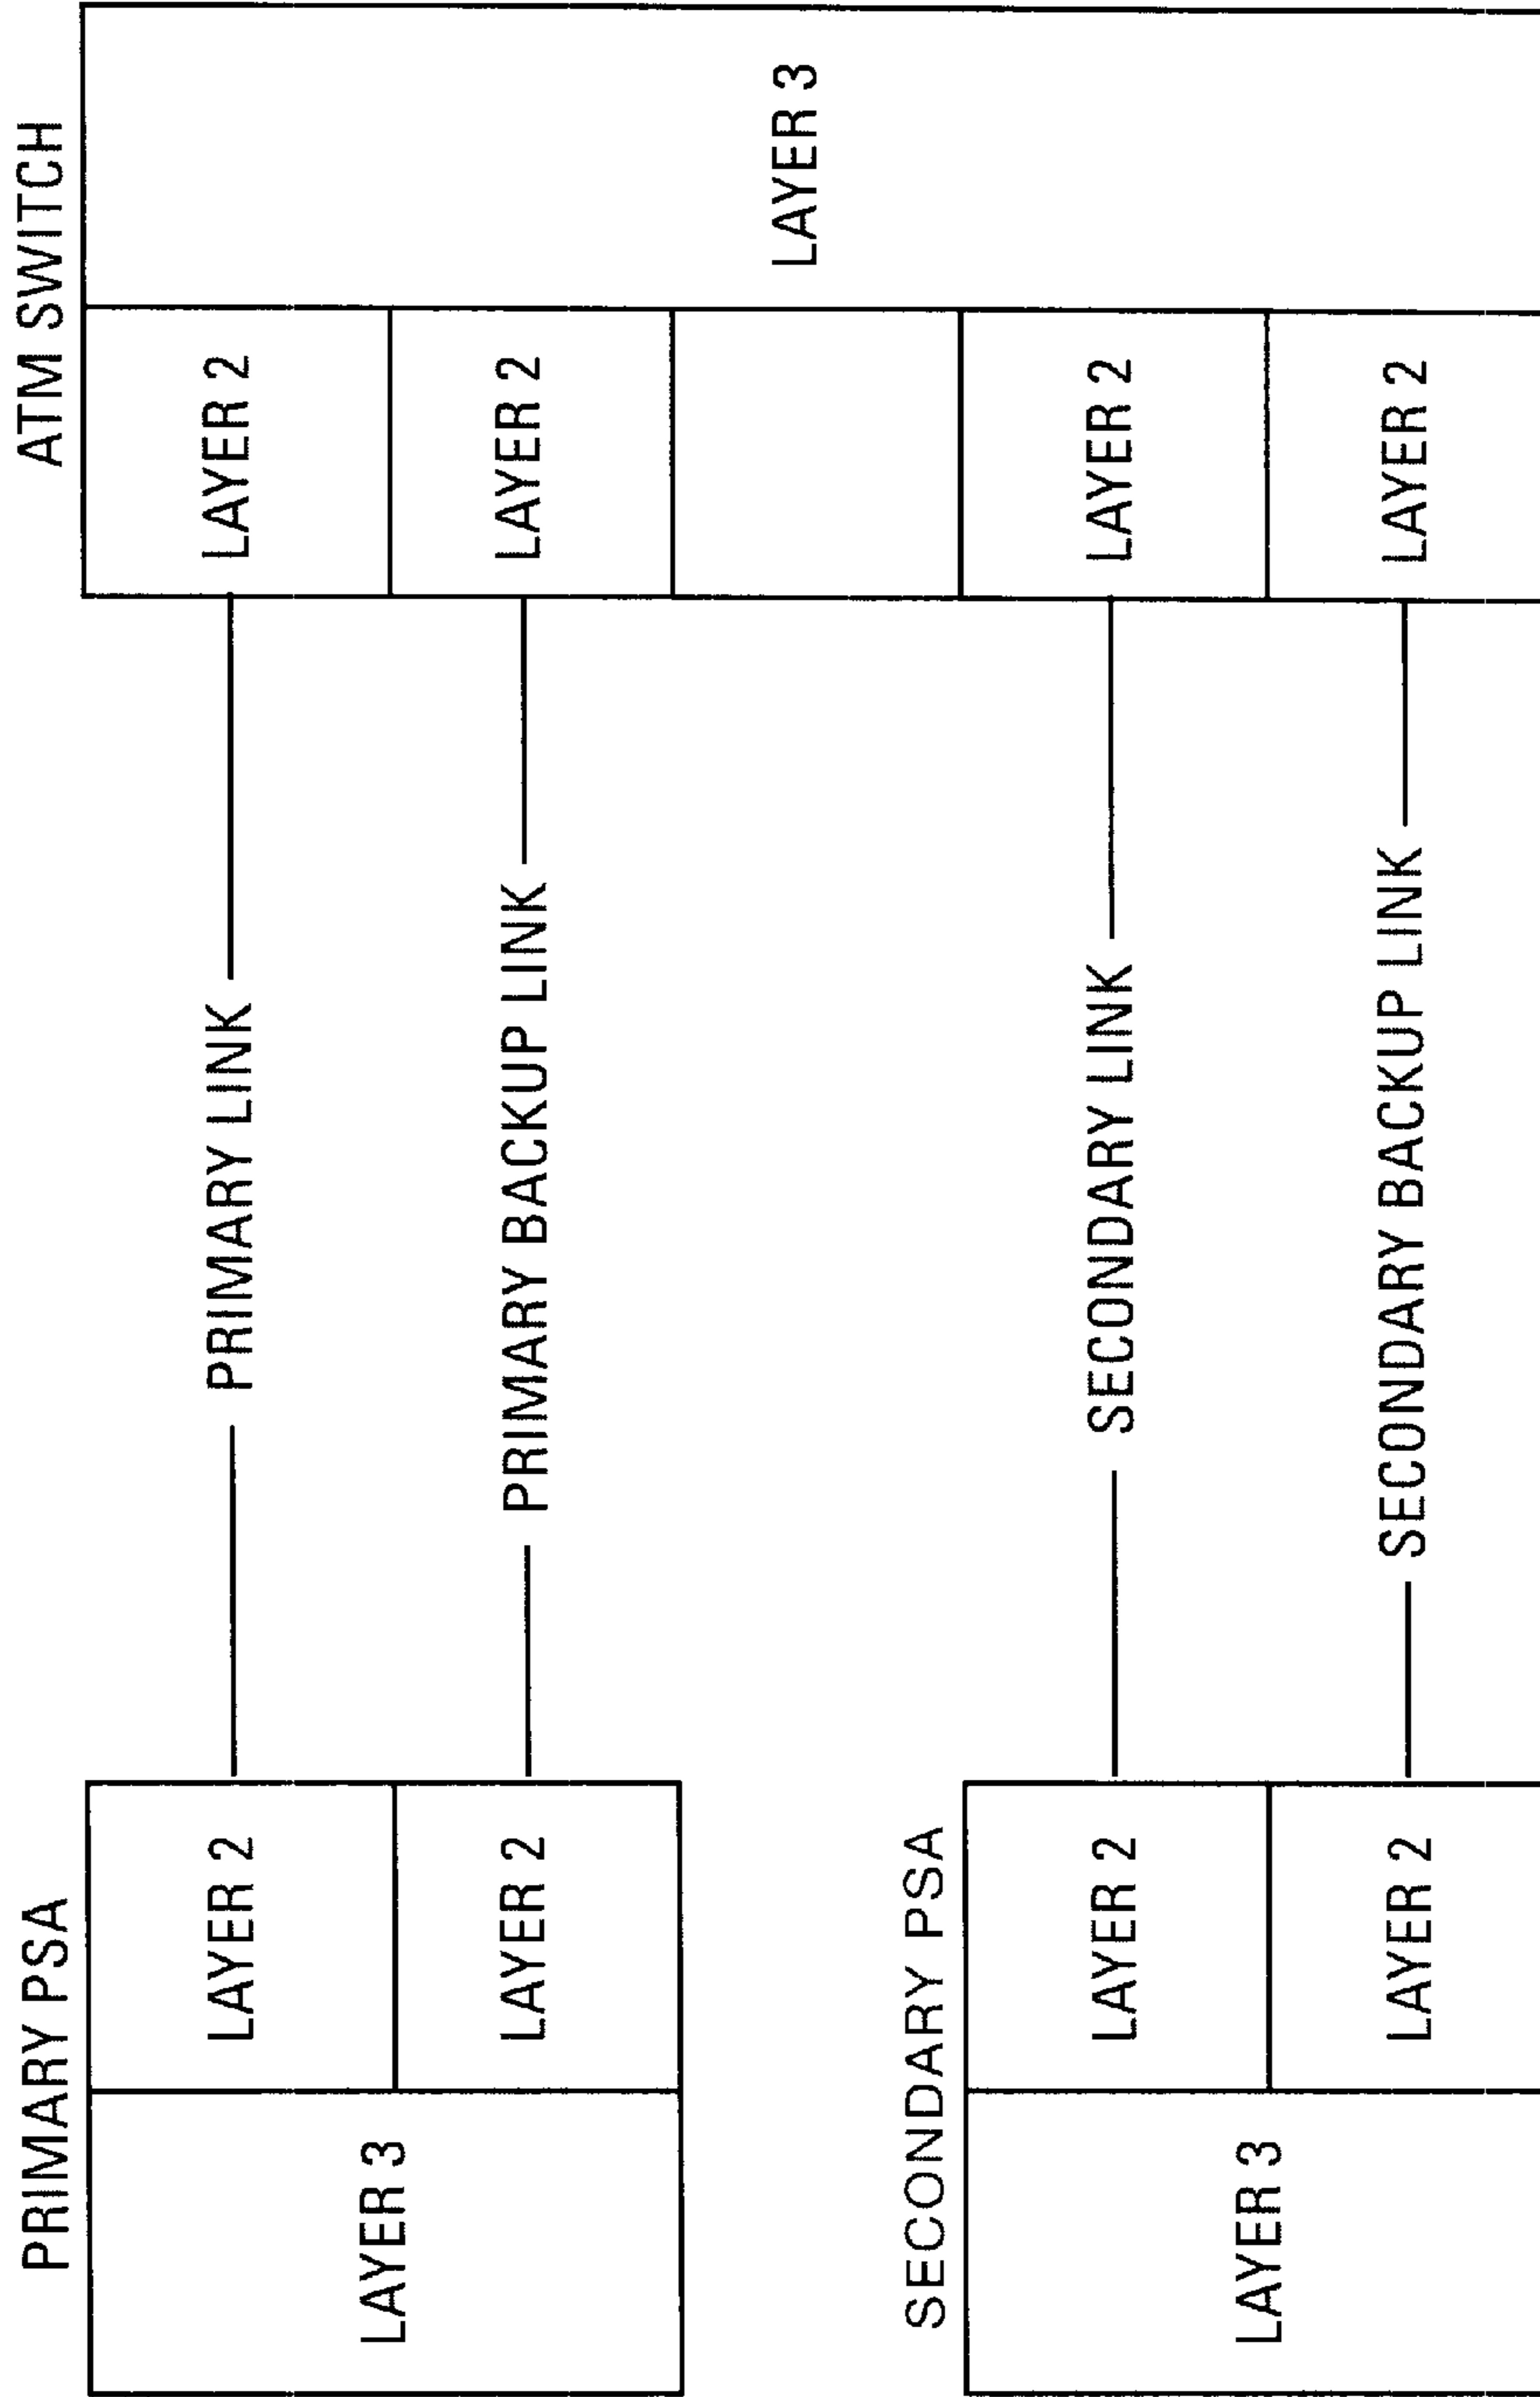 PRIMARY PSA
ATM SWITCH
LAYER 3
LAYER 2
PRIMARY LINK
LAYER 2
LAYER 2
PRIMARY BACKUP LINK
LAYER 2
LAYER 3
SECONDARY PSA
LAYER 3
LAYER 2
SECONDARY LINK
LAYER 2
LAYER 2
SECONDARY BACKUP LINK
LAYER 2